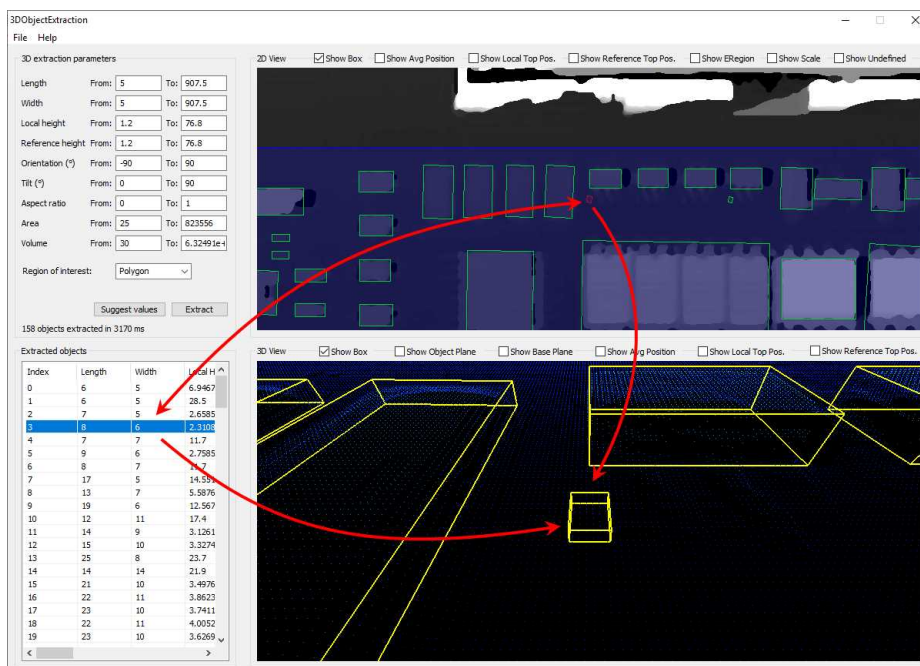 3DObjectExtraction
File Help
3D extraction parameters
Length From: 5 To: 907.5
Width From: 5 To: 907.5
Local height From: 1.2 To: 76.8
Reference height From: 1.2 To: 76.8
Orientation (º) From: -90 To: 90
Tilt (º) From: 0 To: 90
Aspect ratio From: 0 To: 1
Area From: 25 To: 823556
Volume From: 30 To: 6.32491e+
Region of interest: Polygon
Suggest values Extract
158 objects extracted in 3170 ms
2D View Show Box Show Avg Position Show Local Top Pos. Show Reference Top Pos. Show ERegion Show Scale Show Undefined
Extracted objects
Index Length Width Local H
0 6 5 6.9467
1 6 5 28.5
2 7 5 2.6585
3 8 6 2.3108
4 7 7 11.7
5 9 6 2.7585
6 8 7
7 17 5 14.551
8 13 7 5.5876
9 19 6 12.567
10 12 11 17.4
11 14 9 3.1261
12 15 10 3.3274
13 25 8 23.7
14 14 14 21.9
15 21 10 3.4976
16 22 11 3.8623
17 23 10 3.7411
18 22 11 4.0052
19 23 10 3.6269
3D View Show Box Show Object Plane Show Base Plane Show Avg Position Show Local Top Pos. Show Reference Top Pos.